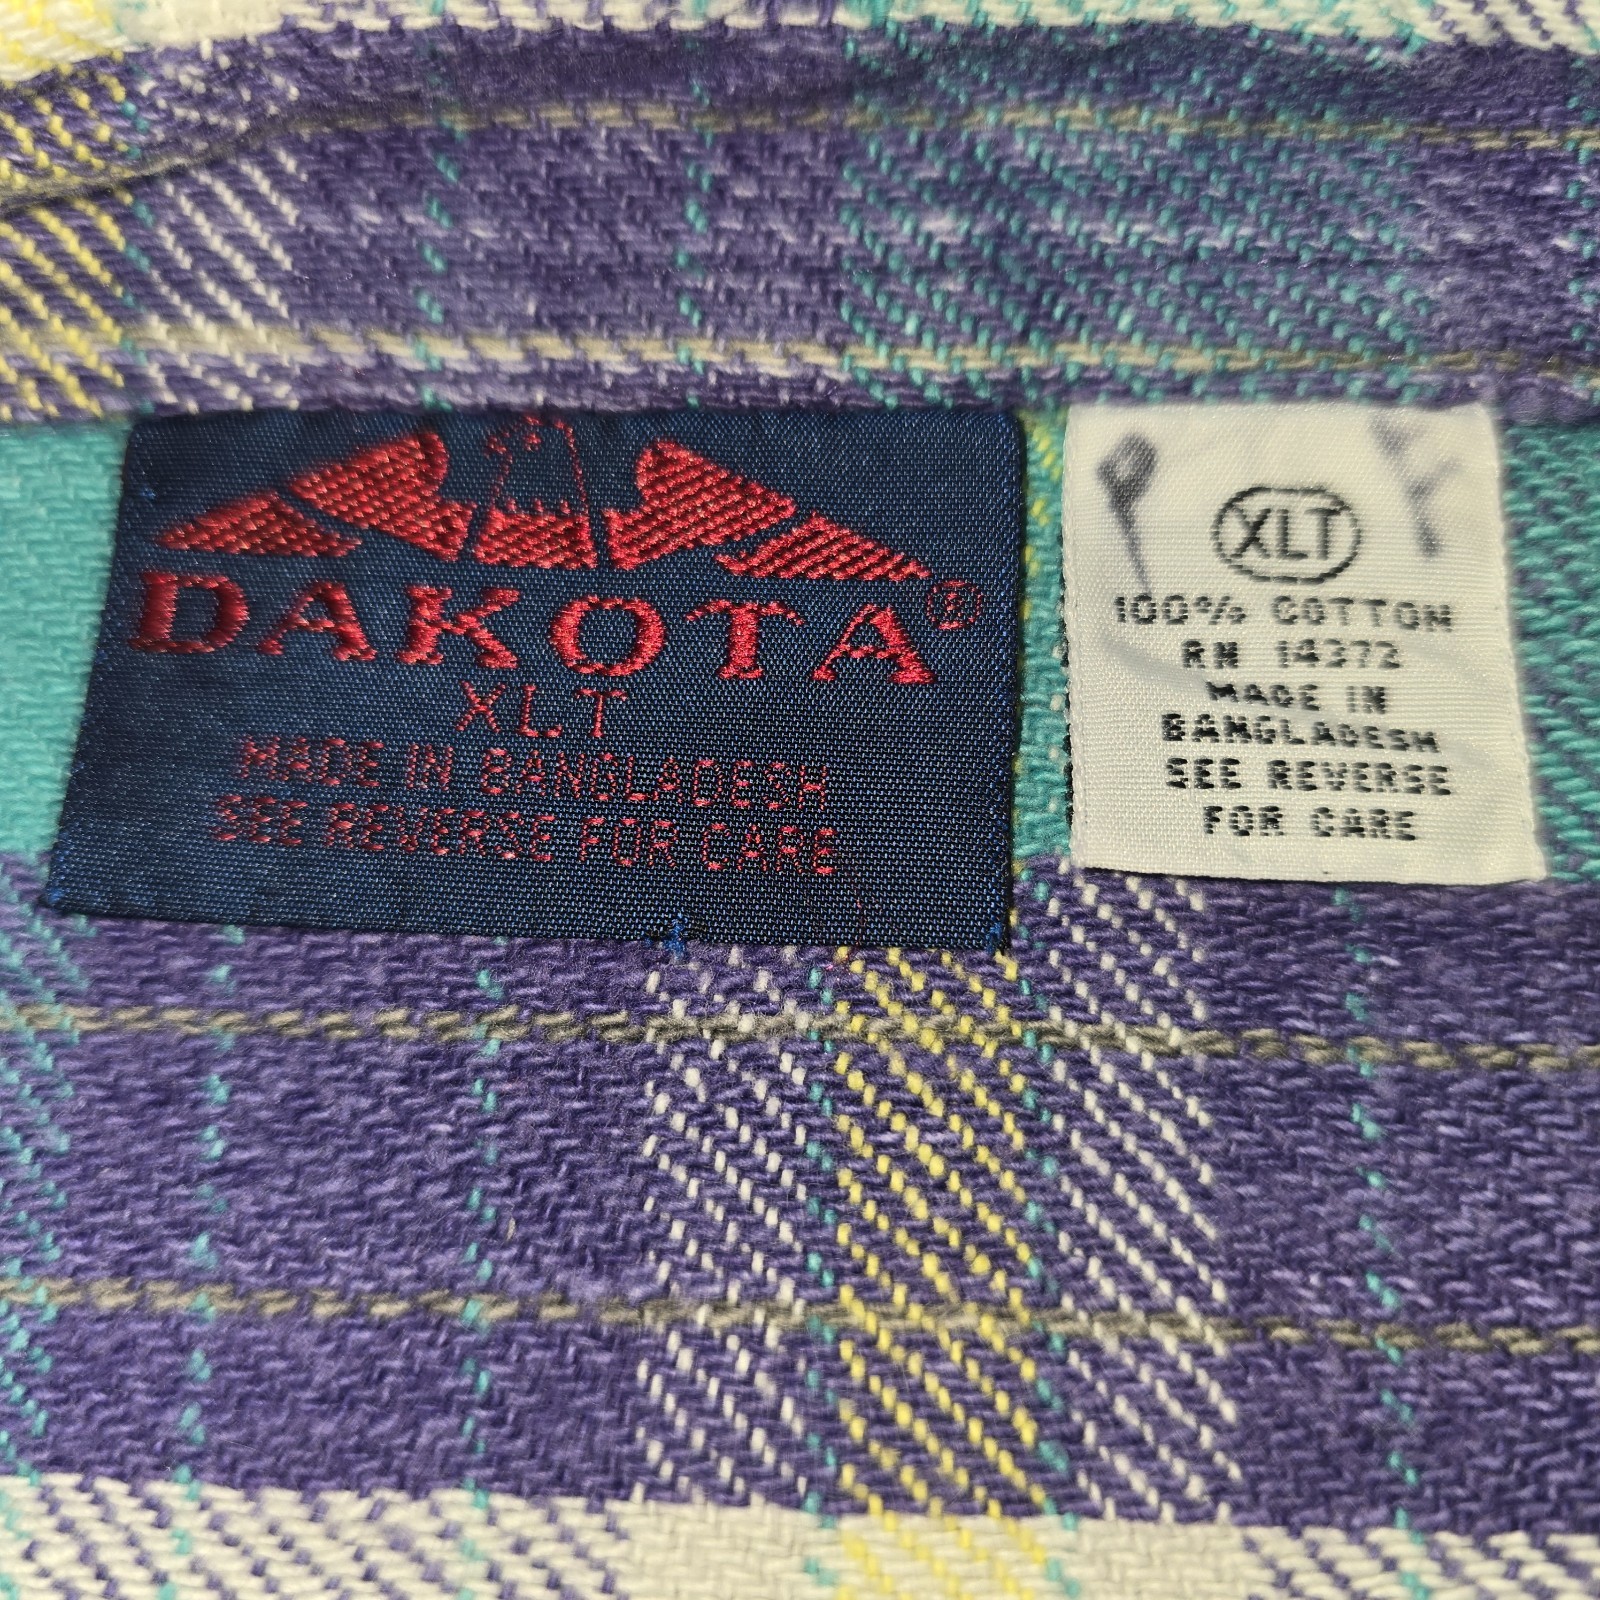 DAKOTA®
XLT
MADE IN BANGLADESH
SEE REVERSE FOR CARE
XLT
100% COTTON
RN 14372
MADE IN
BANGLADESH
SEE REVERSE
FOR CARE